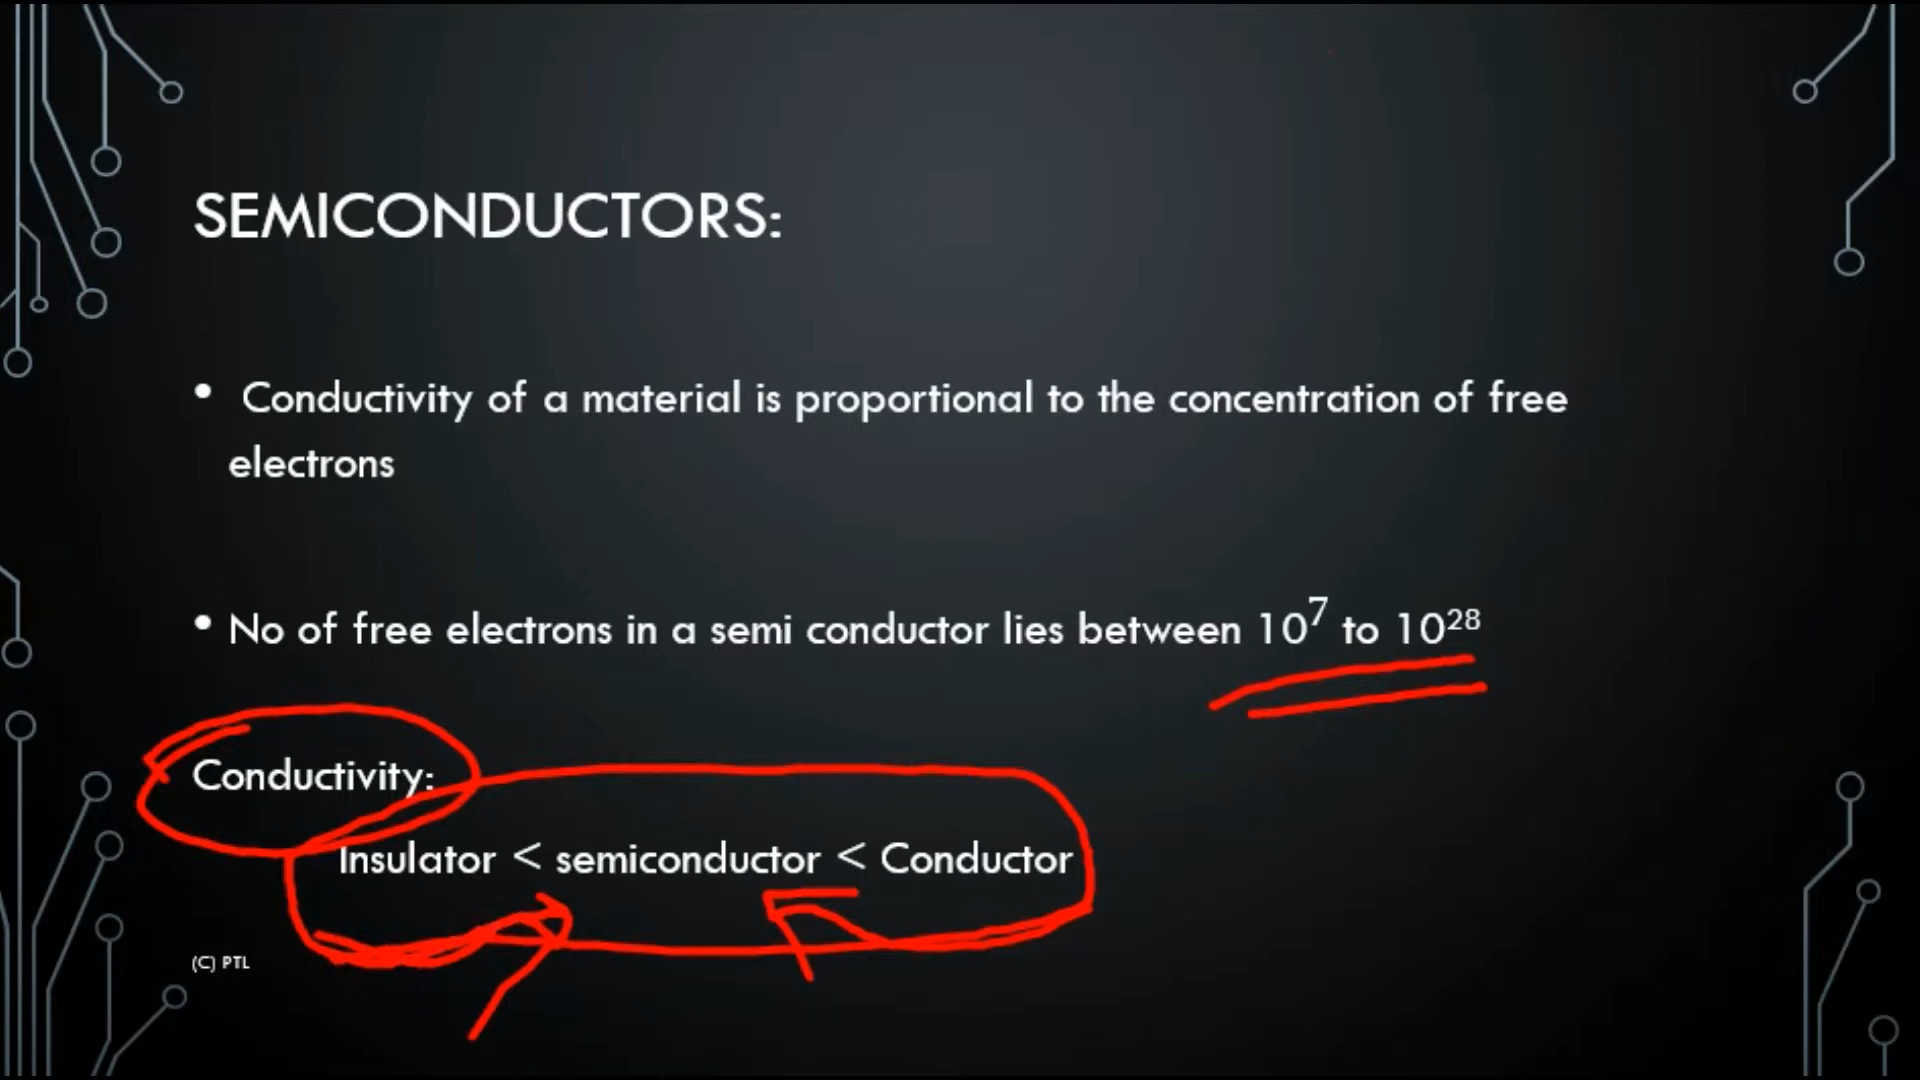 SEMICONDUCTORS:
• Conductivity of a material is proportional to the concentration of free
electrons
• No of free electrons in a semi conductor lies between 10⁷ to 10²⁸
Conductivity:
Insulator < semiconductor < Conductor
(C) PTL